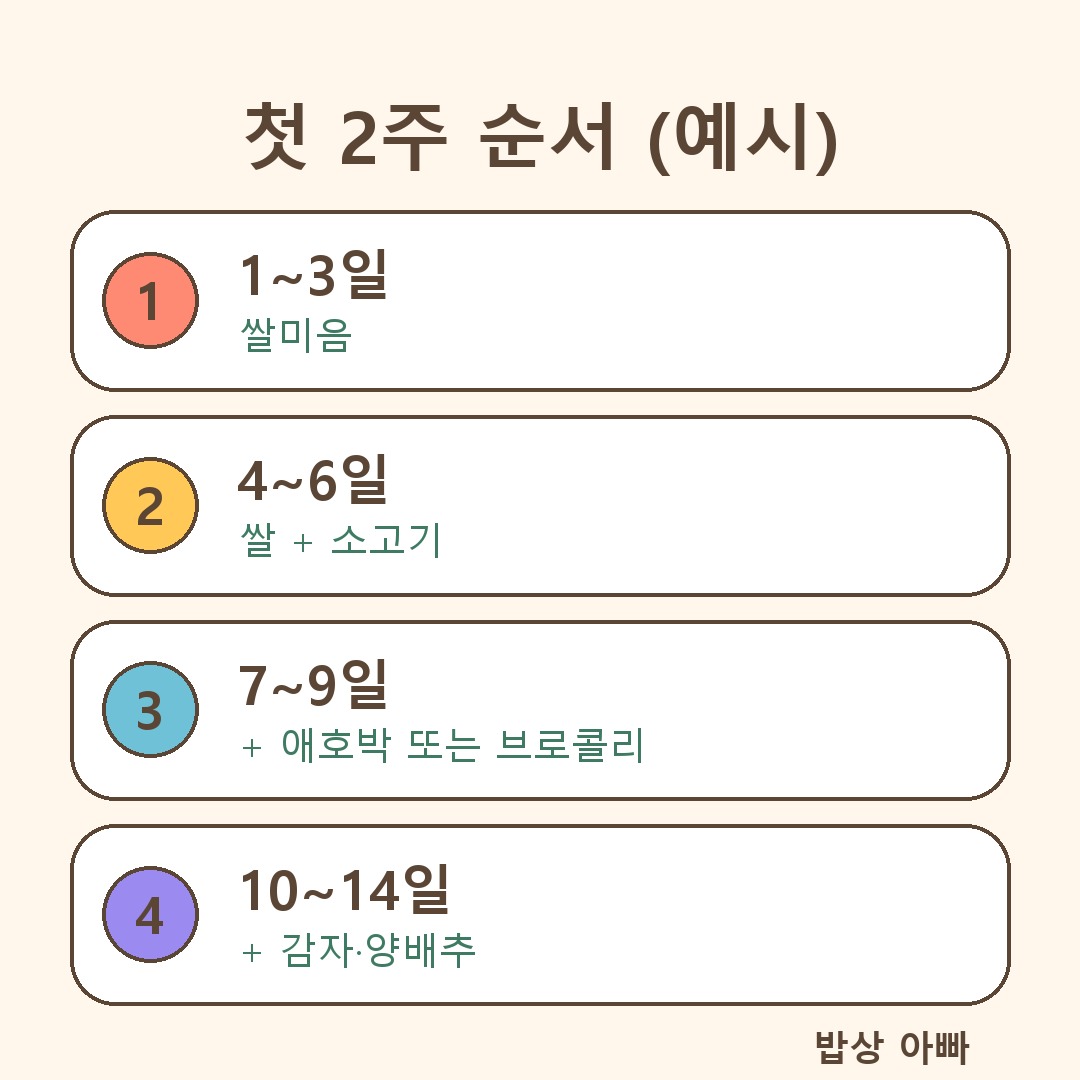 첫 2주 순서 (예시)
1
1~3일
쌀미음
2
4~6일
쌀 + 소고기
3
7~9일
+ 애호박 또는 브로콜리
4
10~14일
+ 감자·양배추
밥상 아빠